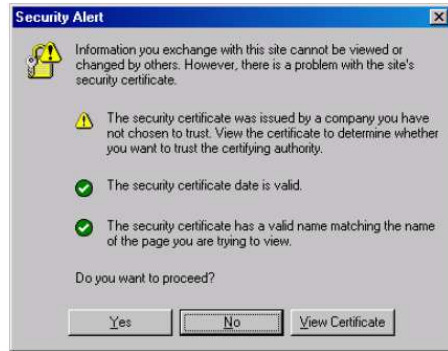 Security Alert
Information you exchange with this site cannot be viewed or
changed by others. However, there is a problem with the site's
security certificate.
The security certificate was issued by a company you have
not chosen to trust. View the certificate to determine whether
you want to trust the certifying authority.
The security certificate date is valid.
The security certificate has a valid name matching the name
of the page you are trying to view.
Do you want to proceed?
Yes No View Certificate